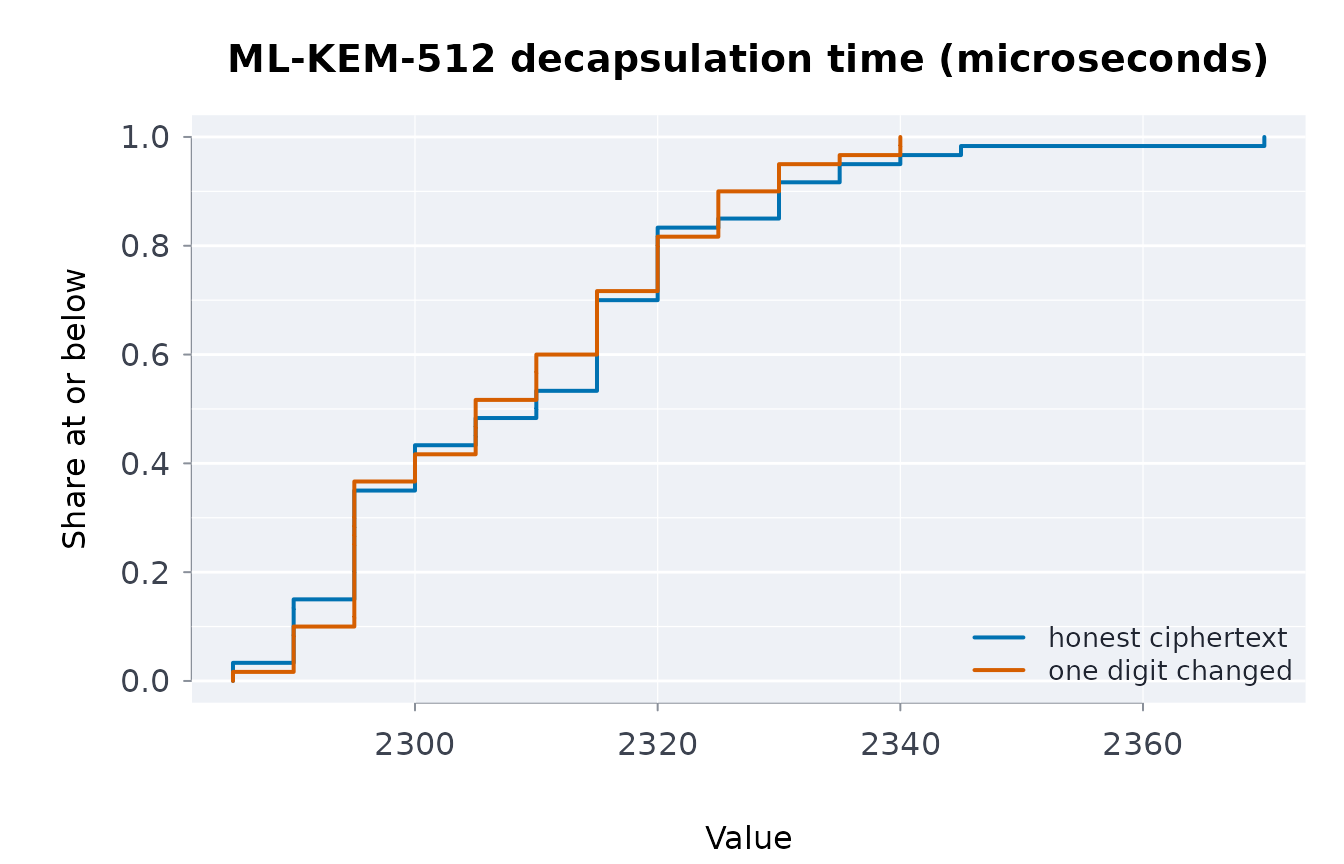 ML-KEM-512 decapsulation time (microseconds)
Share at or below
1.0
0.8
0.6
0.4
0.2
0.0
honest ciphertext
one digit changed
2300 2320 2340 2360
Value